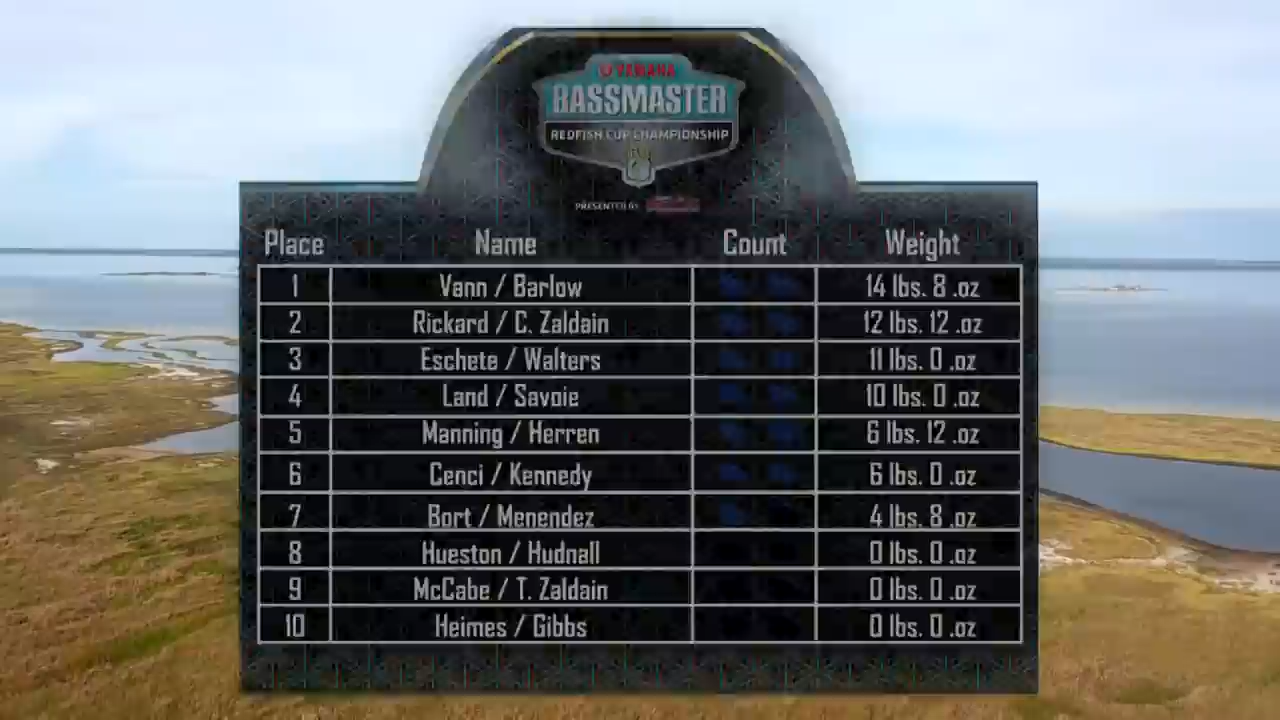 YAMAHA
BASSMASTER
REDFISH CUP CHAMPIONSHIP
PRESENTED BY
Place Name Count Weight
1 Vann / Barlow 14 lbs. 8 .oz
2 Rickard / C. Zaldain 12 lbs. 12 .oz
3 Eschete / Walters 11 lbs. 0 .oz
4 Land / Savoie 10 lbs. 0 .oz
5 Manning / Herren 6 lbs. 12 .oz
6 Cenci / Kennedy 6 lbs. 0 .oz
7 Bort / Menendez 4 lbs. 8 .oz
8 Hueston / Hudnall 0 lbs. 0 .oz
9 McCabe / T. Zaldain 0 lbs. 0 .oz
10 Heimes / Gibbs 0 lbs. 0 .oz